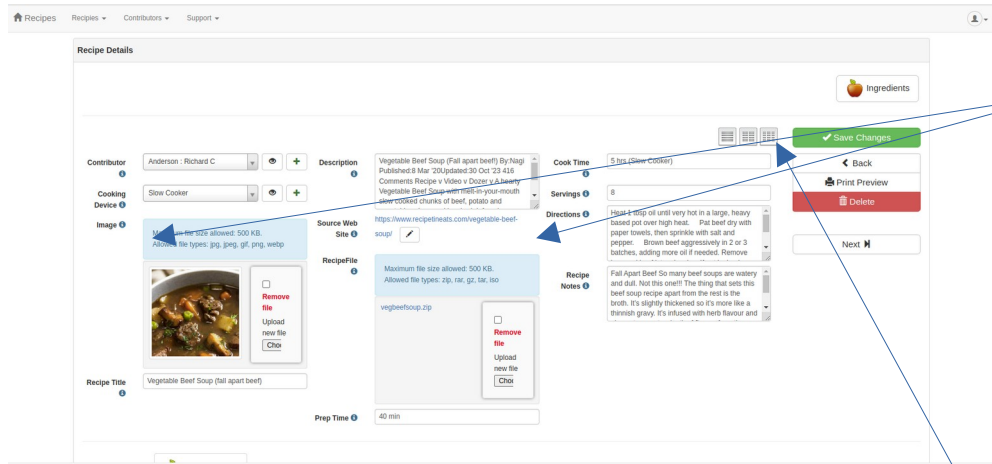 Recipes Recipies Contributors Support
Recipe Details
Ingredients
Save Changes
Back
Print Preview
Delete
Next
Contributor
Anderson : Richard C
Cooking
Device
Slow Cooker
Image
Maximum file size allowed: 500 KB.
Allowed file types: jpg, jpeg, gif, png, webp
Remove
file
Upload
new file
Recipe Title
Vegetable Beef Soup (fall apart beef)
Description
Vegetable Beef Soup (Fall apart beef!) By:Nagi
Published:8 Mar '20Updated:30 Oct '23 416
Comments Recipe v Video v Dozer v A hearty
Vegetable Beef Soup with melt-in-your-mouth
slow cooked chunks of beef, potato and
Source Web
Site
https://www.recipetineats.com/vegetable-beef-
soup/
RecipeFile
Maximum file size allowed: 500 KB.
Allowed file types: zip, rar, gz, tar, iso
vegbeefsoup.zip
Remove
file
Upload
new file
Prep Time
40 min
Cook Time
5 hrs (Slow Cooker)
Servings
8
Directions
Heat 1 tbsp oil until very hot in a large, heavy
based pot over high heat. Pat beef dry with
paper towels, then sprinkle with salt and
pepper. Brown beef aggressively in 2 or 3
batches, adding more oil if needed. Remove
Recipe
Notes
Fall Apart Beef So many beef soups are watery
and dull. Not this one!!! The thing that sets this
beef soup recipe apart from the rest is the
broth. It's slightly thickened so it's more like a
thinnish gravy. It's infused with herb flavour and